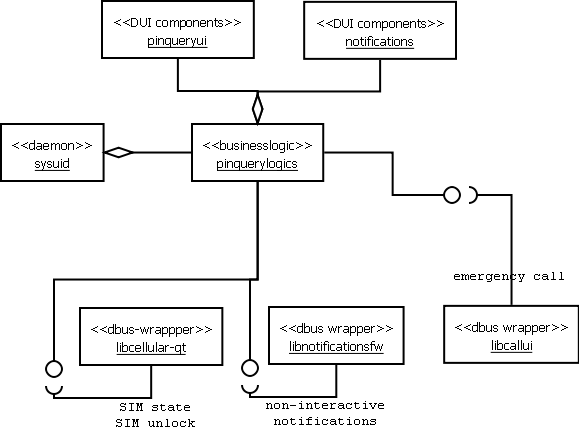 <<DUI components>>
pinqueryui
<<DUI components>>
notifications
<<daemon>>
sysuid
<<businesslogic>>
pinquerylogics
emergency call
<<dbus-wrappper>>
libcellular-qt
<<dbus wrapper>>
libnotificationsfw
<<dbus wrapper>>
libcallui
SIM state
SIM unlock
non-interactive
notifications